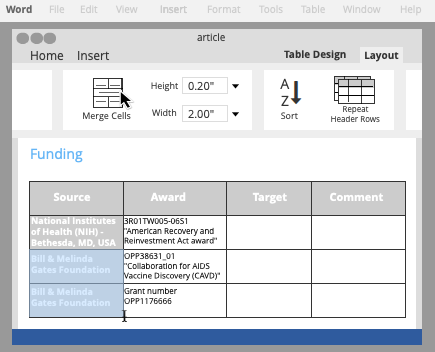 Word File Edit View Insert Format Tools Table Window Help
article
Home Insert Table Design Layout
Merge Cells
Height 0.20"
Width 2.00"
A
Z
Sort
Repeat
Header Rows
Funding
Source Award Target Comment
National Institutes
of Health (NIH) -
Bethesda, MD, USA
3R01TW005-06S1
"American Recovery and
Reinvestment Act award"
Bill & Melinda
Gates Foundation
OPP38631_01
"Collaboration for AIDS
Vaccine Discovery (CAVD)"
Bill & Melinda
Gates Foundation
Grant number
OPP1176666